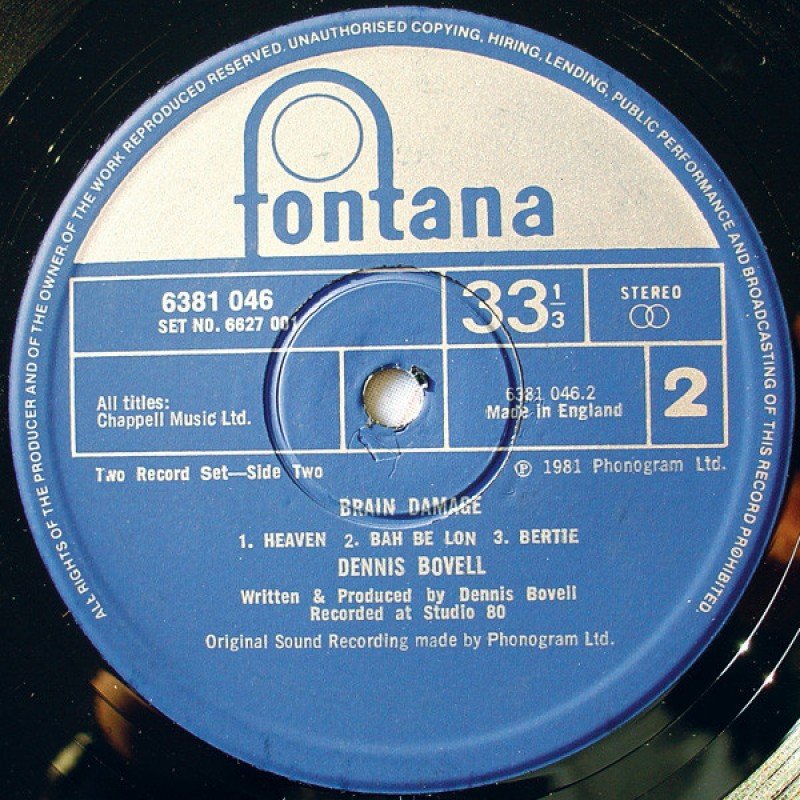 ALL RIGHTS OF THE PRODUCER AND OF THE OWNER OF THE WORK REPRODUCED RESERVED. UNAUTHORISED COPYING, HIRING, LENDING, PUBLIC PERFORMANCE AND BROADCASTING OF THIS RECORD PROHIBITED.
fontana
6381 046
SET NO. 6627 001
33 1/3
STEREO
All titles:
Chappell Music Ltd.
6381 046.2
Made in England
2
Two Record Set—Side Two
℗ 1981 Phonogram Ltd.
BRAIN DAMAGE
1. HEAVEN 2. BAH BE LON 3. BERTIE
DENNIS BOVELL
Written & Produced by Dennis Bovell
Recorded at Studio 80
Original Sound Recording made by Phonogram Ltd.